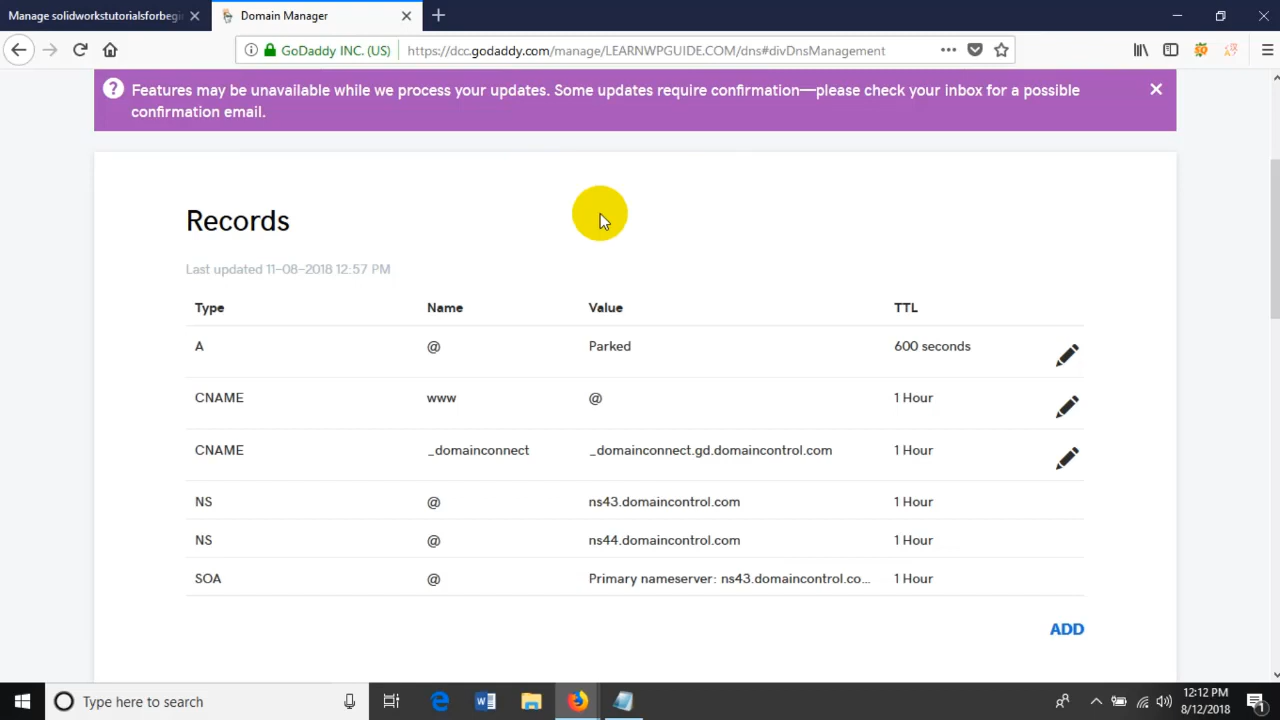 Manage solidworkstutorialsforbegi
Domain Manager
GoDaddy INC. (US)
https://dcc.godaddy.com/manage/LEARNWPGUIDE.COM/dns#divDnsManagement
Features may be unavailable while we process your updates. Some updates require confirmation—please check your inbox for a possible
confirmation email.
Records
Last updated 11-08-2018 12:57 PM
Type Name Value TTL
A @ Parked 600 seconds
CNAME www @ 1 Hour
CNAME _domainconnect _domainconnect.gd.domaincontrol.com 1 Hour
NS @ ns43.domaincontrol.com 1 Hour
NS @ ns44.domaincontrol.com 1 Hour
SOA @ Primary nameserver: ns43.domaincontrol.co... 1 Hour
ADD
Type here to search
12:12 PM
8/12/2018
1